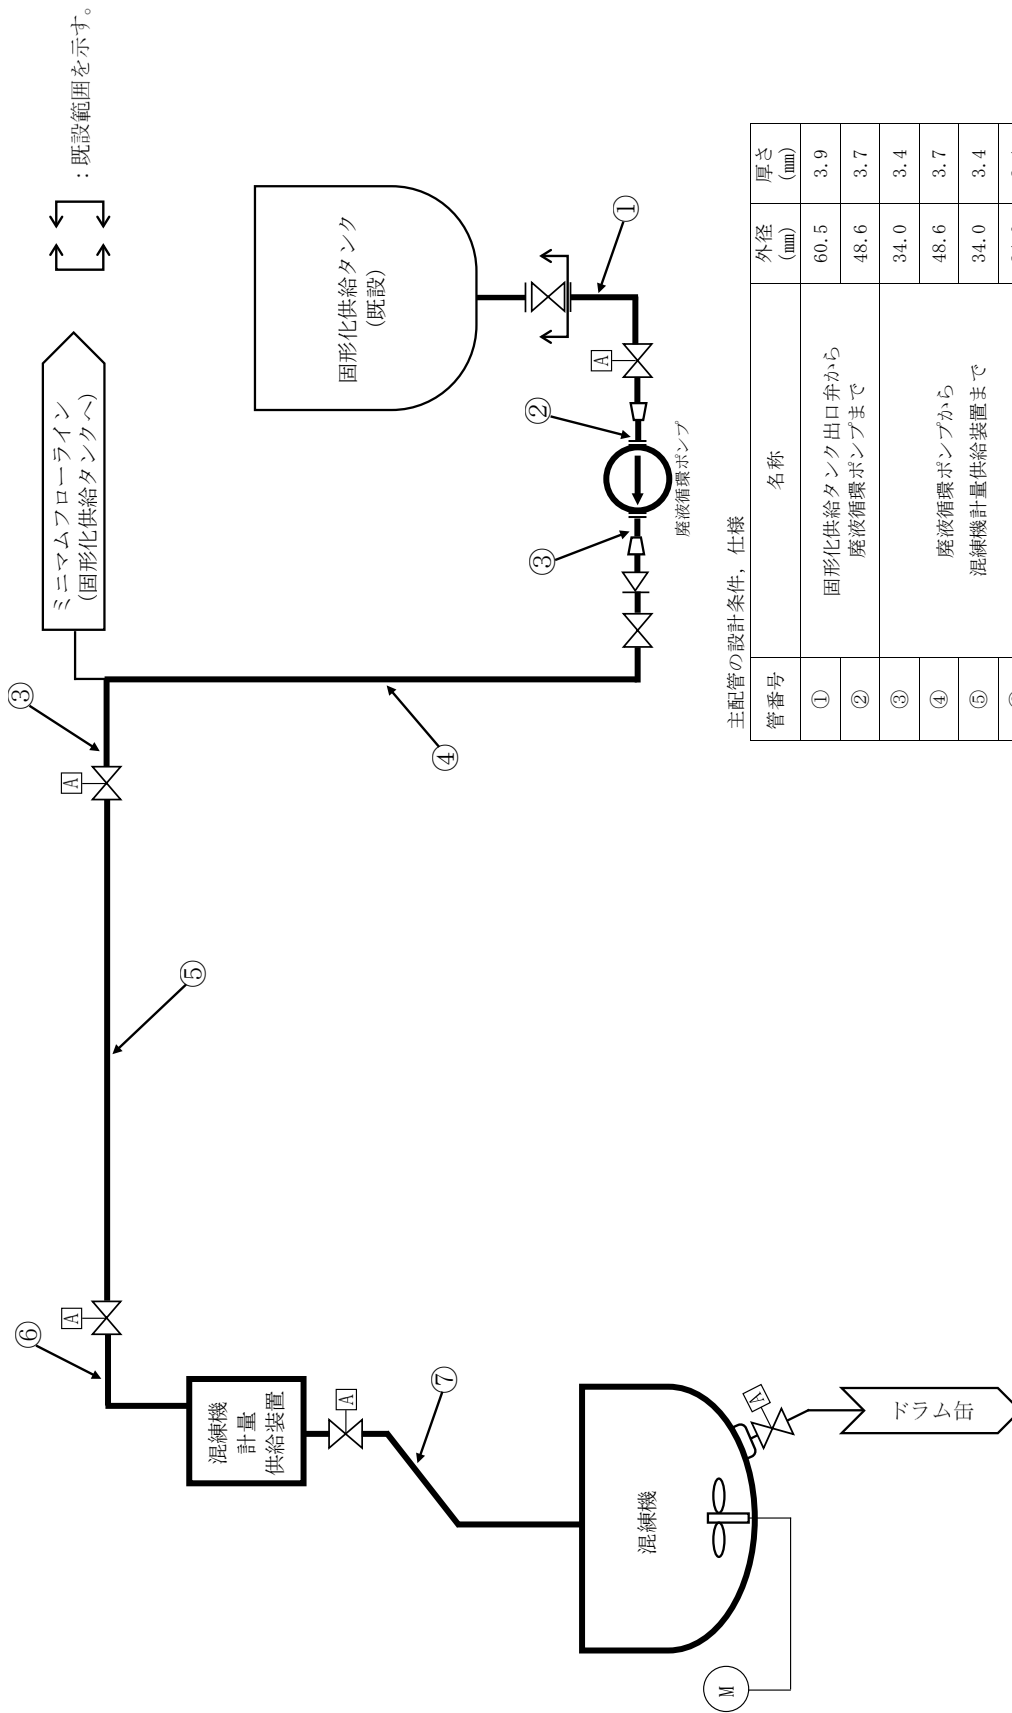 ：既設範囲を示す。
ミニマムフローライン
(固形化供給タンクへ)
固形化供給タンク
(既設)
①
A
②
廃液循環ポンプ
③
④
③
A
⑤
A
⑥
混練機
計量
供給装置
A
⑦
混練機
M
A
ドラム缶
主配管の設計条件，仕様
管番号 名称 外径(mm) 厚さ(mm)
① 固形化供給タンク出口弁から 60.5 3.9
② 廃液循環ポンプまで 48.6 3.7
③ 34.0 3.4
④ 廃液循環ポンプから 48.6 3.7
⑤ 混練機計量供給装置まで 34.0 3.4